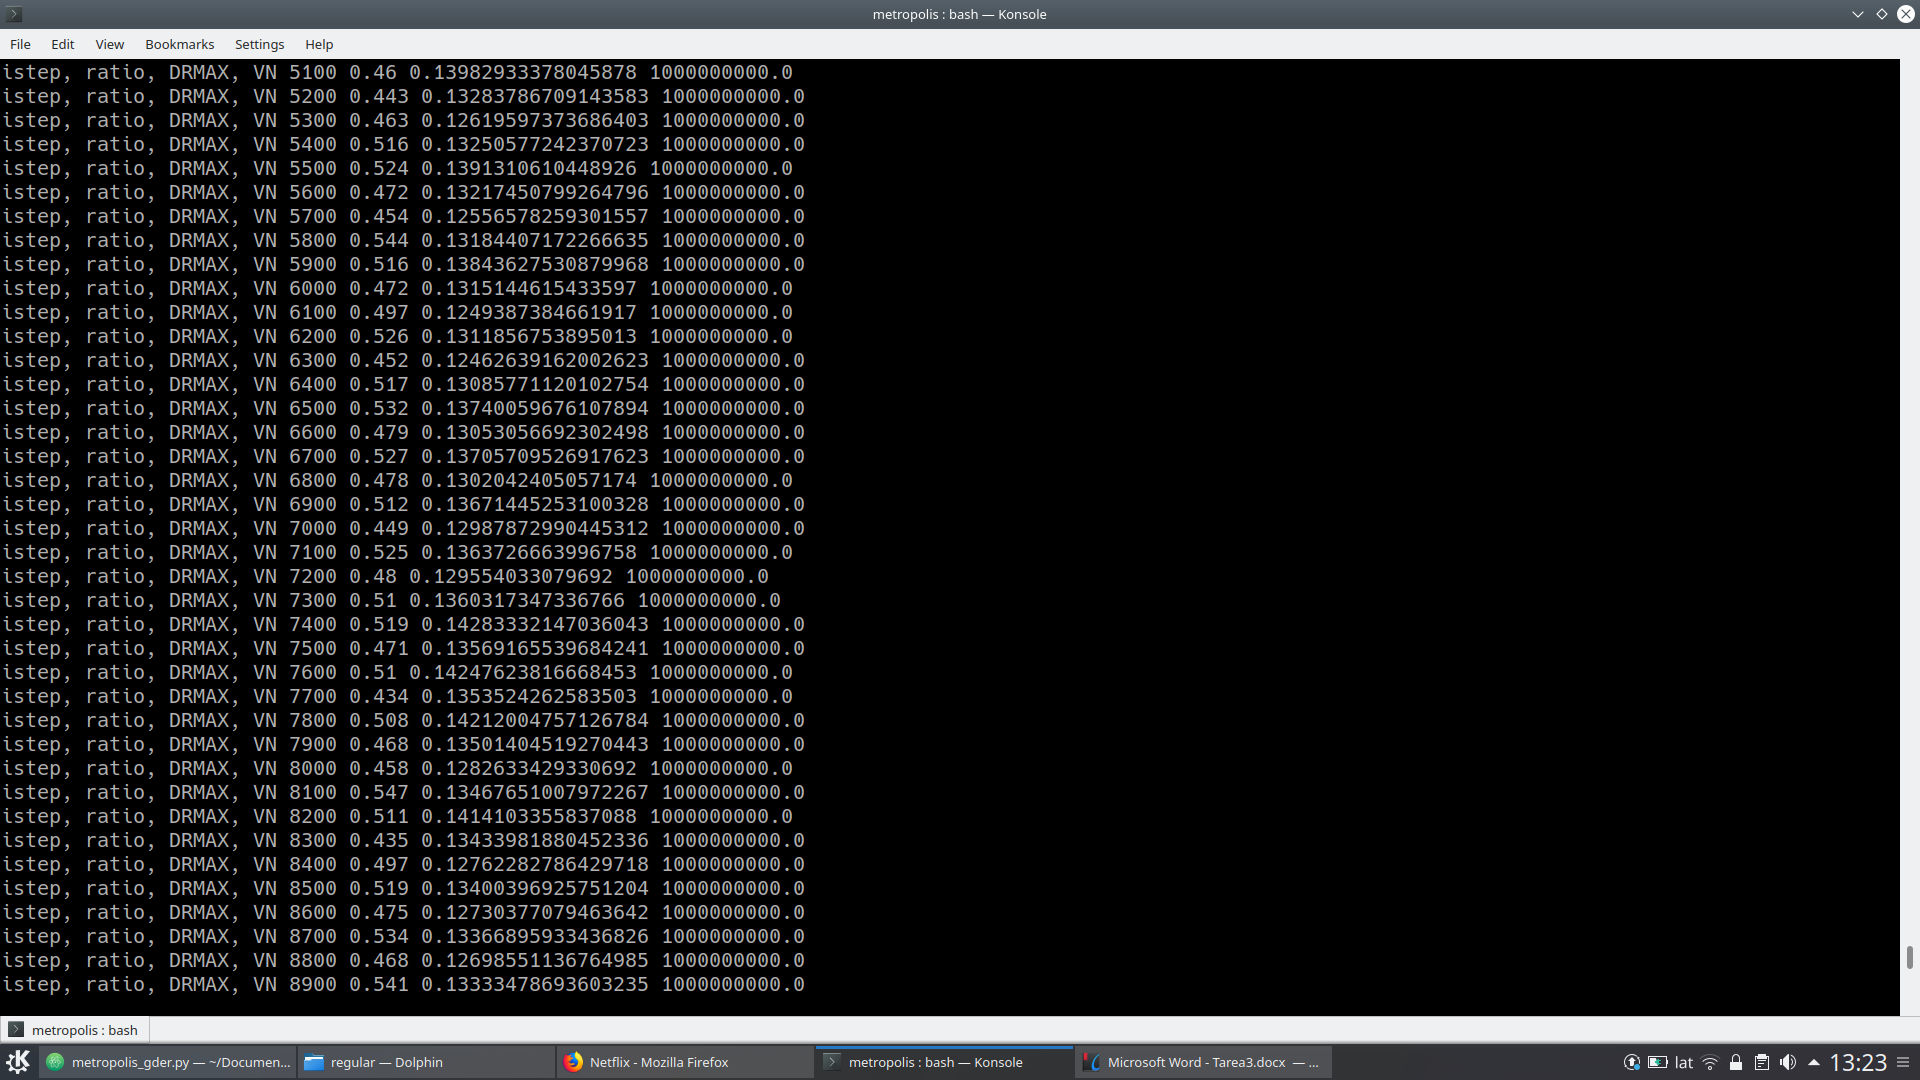 metropolis : bash — Konsole
File Edit View Bookmarks Settings Help
istep, ratio, DRMAX, VN 5100 0.46 0.13982933378045878 1000000000.0
istep, ratio, DRMAX, VN 5200 0.443 0.13283786709143583 1000000000.0
istep, ratio, DRMAX, VN 5300 0.463 0.12619597373686403 1000000000.0
istep, ratio, DRMAX, VN 5400 0.516 0.13250577242370723 1000000000.0
istep, ratio, DRMAX, VN 5500 0.524 0.1391310610448926 1000000000.0
istep, ratio, DRMAX, VN 5600 0.472 0.13217450799264796 1000000000.0
istep, ratio, DRMAX, VN 5700 0.454 0.12556578259301557 1000000000.0
istep, ratio, DRMAX, VN 5800 0.544 0.13184407172266635 1000000000.0
istep, ratio, DRMAX, VN 5900 0.516 0.13843627530879968 1000000000.0
istep, ratio, DRMAX, VN 6000 0.472 0.1315144615433597 1000000000.0
istep, ratio, DRMAX, VN 6100 0.497 0.1249387384661917 1000000000.0
istep, ratio, DRMAX, VN 6200 0.526 0.1311856753895013 1000000000.0
istep, ratio, DRMAX, VN 6300 0.452 0.12462639162002623 1000000000.0
istep, ratio, DRMAX, VN 6400 0.517 0.13085771120102754 1000000000.0
istep, ratio, DRMAX, VN 6500 0.532 0.13740059676107894 1000000000.0
istep, ratio, DRMAX, VN 6600 0.479 0.13053056692302498 1000000000.0
istep, ratio, DRMAX, VN 6700 0.527 0.13705709526917623 1000000000.0
istep, ratio, DRMAX, VN 6800 0.478 0.1302042405057174 1000000000.0
istep, ratio, DRMAX, VN 6900 0.512 0.13671445253100328 1000000000.0
istep, ratio, DRMAX, VN 7000 0.449 0.12987872990445312 1000000000.0
istep, ratio, DRMAX, VN 7100 0.525 0.1363726663996758 1000000000.0
istep, ratio, DRMAX, VN 7200 0.48 0.129554033079692 1000000000.0
istep, ratio, DRMAX, VN 7300 0.51 0.1360317347336766 1000000000.0
istep, ratio, DRMAX, VN 7400 0.519 0.14283332147036043 1000000000.0
istep, ratio, DRMAX, VN 7500 0.471 0.13569165539684241 1000000000.0
istep, ratio, DRMAX, VN 7600 0.51 0.14247623816668453 1000000000.0
istep, ratio, DRMAX, VN 7700 0.434 0.1353524262583503 1000000000.0
istep, ratio, DRMAX, VN 7800 0.508 0.14212004757126784 1000000000.0
istep, ratio, DRMAX, VN 7900 0.468 0.13501404519270443 1000000000.0
istep, ratio, DRMAX, VN 8000 0.458 0.1282633429330692 1000000000.0
istep, ratio, DRMAX, VN 8100 0.547 0.13467651007972267 1000000000.0
istep, ratio, DRMAX, VN 8200 0.511 0.1414103355837088 1000000000.0
istep, ratio, DRMAX, VN 8300 0.435 0.13433981880452336 1000000000.0
istep, ratio, DRMAX, VN 8400 0.497 0.12762282786429718 1000000000.0
istep, ratio, DRMAX, VN 8500 0.519 0.13400396925751204 1000000000.0
istep, ratio, DRMAX, VN 8600 0.475 0.12730377079463642 1000000000.0
istep, ratio, DRMAX, VN 8700 0.534 0.13366895933436826 1000000000.0
istep, ratio, DRMAX, VN 8800 0.468 0.12698551136764985 1000000000.0
istep, ratio, DRMAX, VN 8900 0.541 0.13333478693603235 1000000000.0
metropolis : bash
metropolis_gder.py — ~/Documen... regular — Dolphin Netflix - Mozilla Firefox metropolis : bash — Konsole Microsoft Word - Tarea3.docx — ... lat 13:23